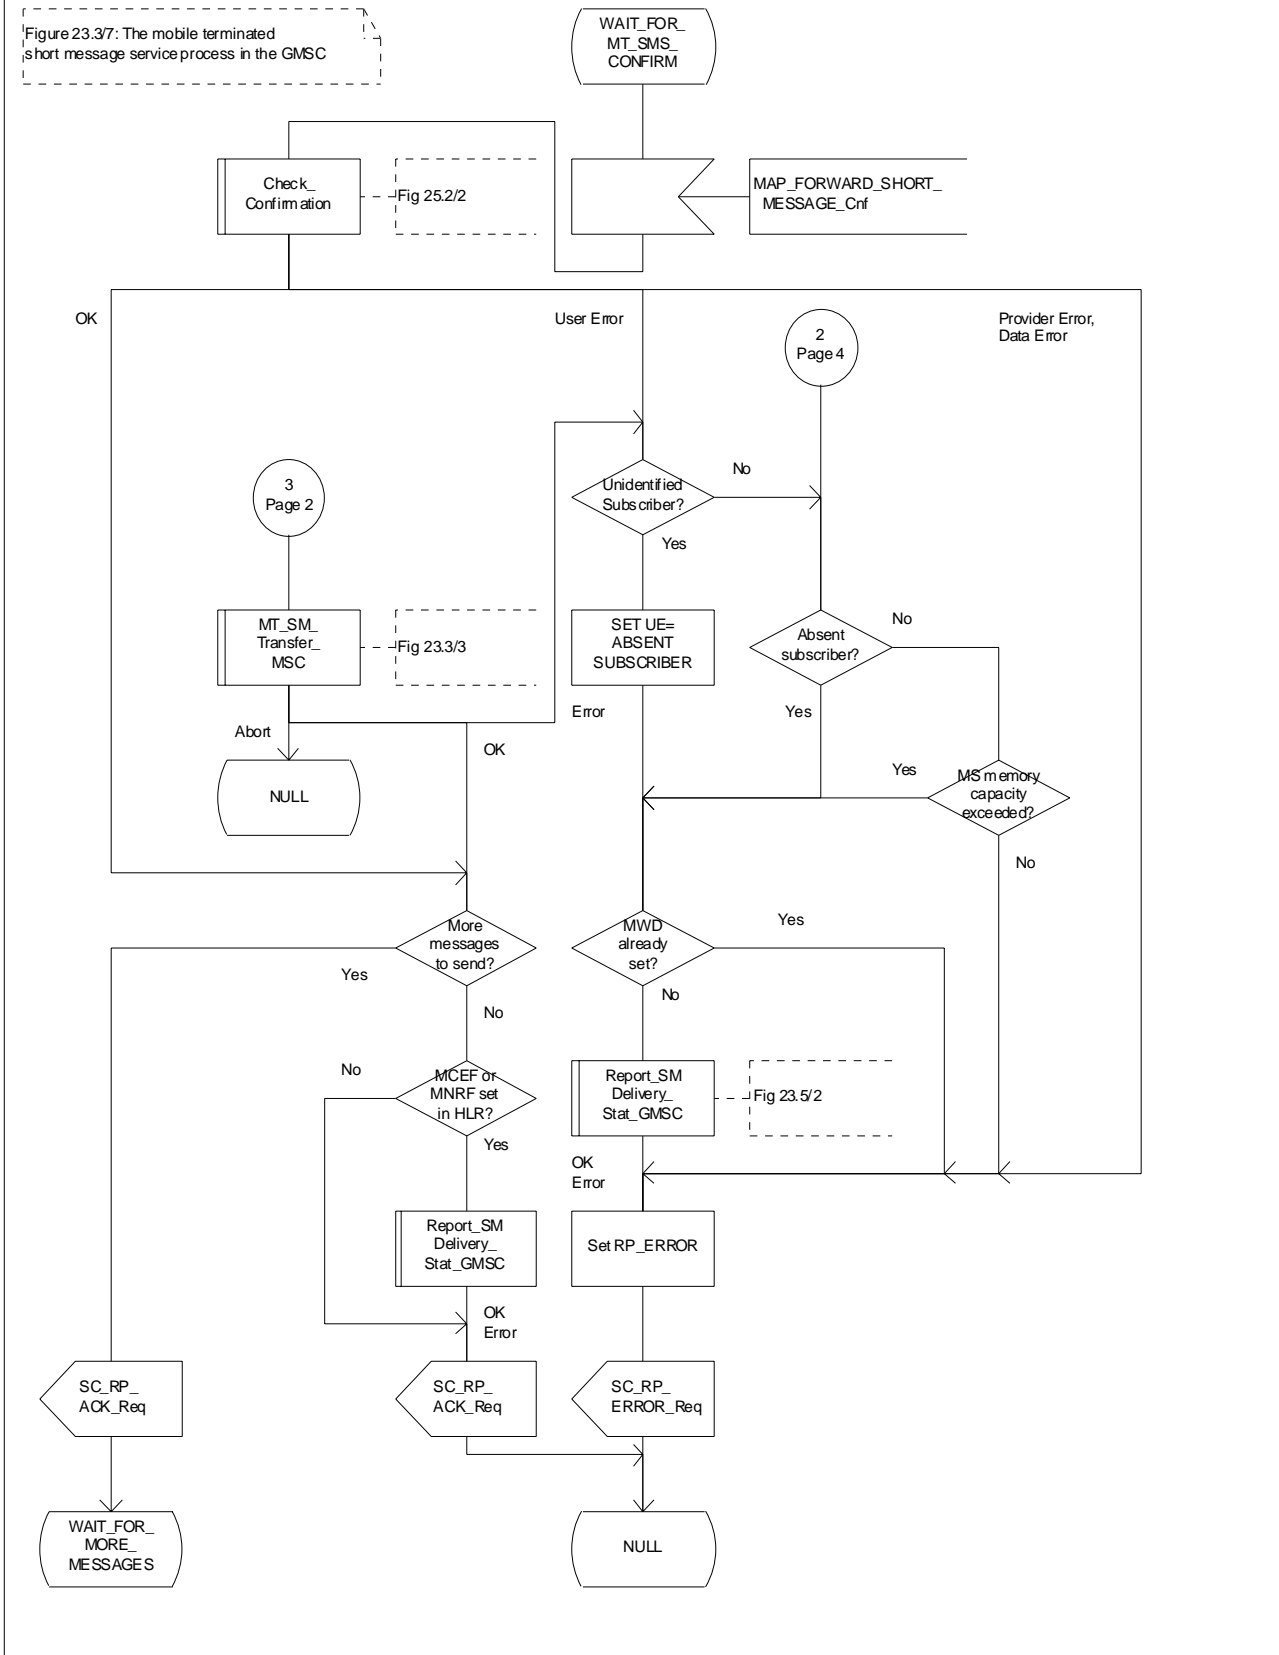 Figure 23.3/7: The mobile terminated
short message service process in the GMSC
WAIT_FOR_
MT_SMS_
CONFIRM
Check_
Confirmation
Fig 25.2/2
MAP_FORWARD_SHORT_
MESSAGE_Cnf
OK
User Error
Provider Error,
Data Error
2
Page 4
3
Page 2
Unidentified
Subscriber?
No
Yes
MT_SM_
Transfer_
MSC
Fig 23.3/3
SET UE=
ABSENT
SUBSCRIBER
Absent
subscriber?
No
Abort
OK
Error
Yes
NULL
Yes
MS memory
capacity
exceeded?
No
More
messages
to send?
Yes
No
MWD
already
set?
Yes
No
No
MCEF or
MNRF set
in HLR?
Yes
Report_SM
Delivery_
Stat_GMSC
Fig 23.5/2
OK
Error
Report_SM
Delivery_
Stat_GMSC
Set RP_ERROR
OK
Error
SC_RP_
ACK_Req
SC_RP_
ACK_Req
SC_RP_
ERROR_Req
WAIT_FOR_
MORE_
MESSAGES
NULL